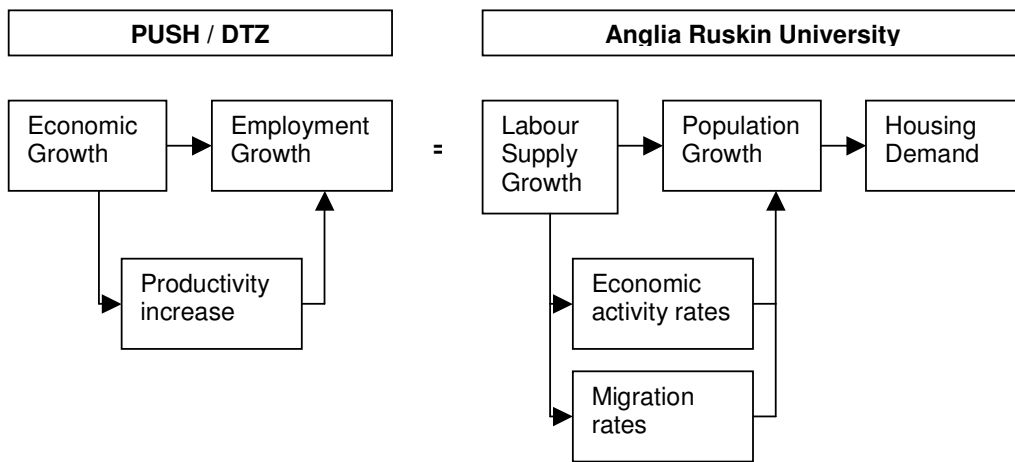 PUSH / DTZ
Anglia Ruskin University
Economic
Growth
Employment
Growth
=
Labour
Supply
Growth
Population
Growth
Housing
Demand
Productivity
increase
Economic
activity rates
Migration
rates